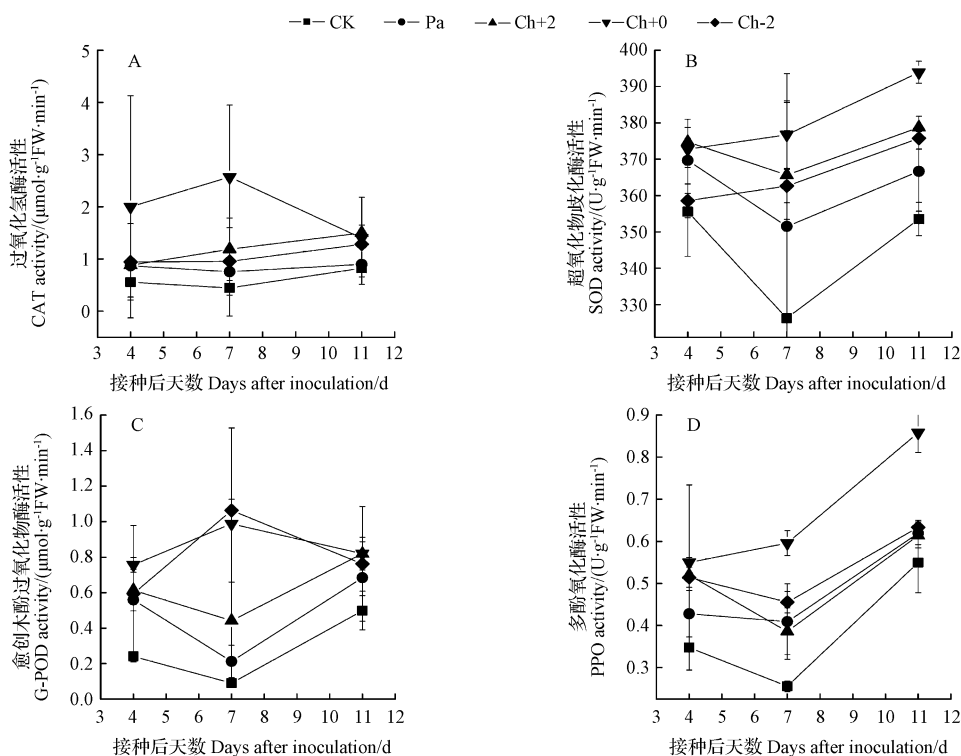 CK Pa Ch+2 Ch+0 Ch-2
A
过氧化氢酶活性
CAT activity/(μmol·g⁻¹FW·min⁻¹)
5
4
3
2
1
0
3 4 5 6 7 8 9 10 11 12
接种后天数 Days after inoculation/d
B
超氧化物歧化酶活性
SOD activity/(U·g⁻¹FW·min⁻¹)
400
390
380
370
360
350
340
330
3 4 5 6 7 8 9 10 11 12
接种后天数 Days after inoculation/d
C
愈创木酚过氧化物酶活性
G-POD activity/(μmol·g⁻¹FW·min⁻¹)
1.6
1.4
1.2
1.0
0.8
0.6
0.4
0.2
0.0
3 4 5 6 7 8 9 10 11 12
接种后天数 Days after inoculation/d
D
多酚氧化酶活性
PPO activity/(U·g⁻¹FW·min⁻¹)
0.9
0.8
0.7
0.6
0.5
0.4
0.3
3 4 5 6 7 8 9 10 11 12
接种后天数 Days after inoculation/d